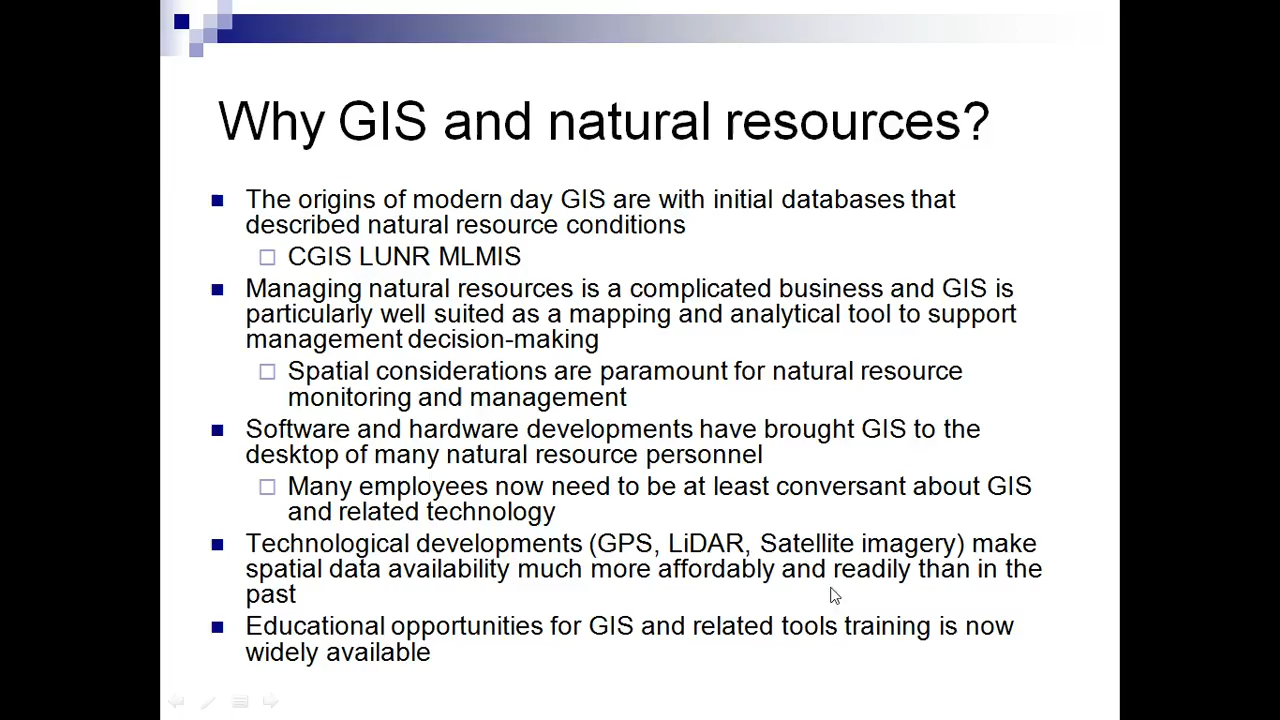 Why GIS and natural resources?
The origins of modern day GIS are with initial databases that
described natural resource conditions
CGIS LUNR MLMIS
Managing natural resources is a complicated business and GIS is
particularly well suited as a mapping and analytical tool to support
management decision-making
Spatial considerations are paramount for natural resource
monitoring and management
Software and hardware developments have brought GIS to the
desktop of many natural resource personnel
Many employees now need to be at least conversant about GIS
and related technology
Technological developments (GPS, LiDAR, Satellite imagery) make
spatial data availability much more affordably and readily than in the
past
Educational opportunities for GIS and related tools training is now
widely available